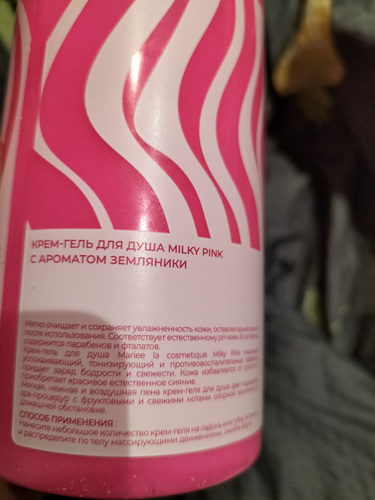 КРЕМ-ГЕЛЬ ДЛЯ ДУША MILKY PINK
С АРОМАТОМ ЗЕМЛЯНИКИ
Мягко очищает и сохраняет увлажненность кожи, оставляя
после использования. Соответствует естественному pH кожи.
содержится парабенов и фталатов.
Крем-гель для душа Mariee la cosmetique Milky Pink
успокаивающий, тонизирующий и противовоспалительный
придает заряд бодрости и свежести. Кожа избавляется
приобретает красивое естественное сияние.
Мягкая, нежная и воздушная пена крем-геля для душа
spa-процедур с фруктовыми и свежими нотами
домашней обстановке.
СПОСОБ ПРИМЕНЕНИЯ
Нанесите небольшое количество крем-геля на ладонь или губку,
и распределите по телу массирующими движениями,